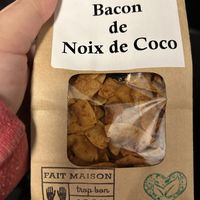 Bacon
de
Noix de Coco
FAIT MAISON
trop bon